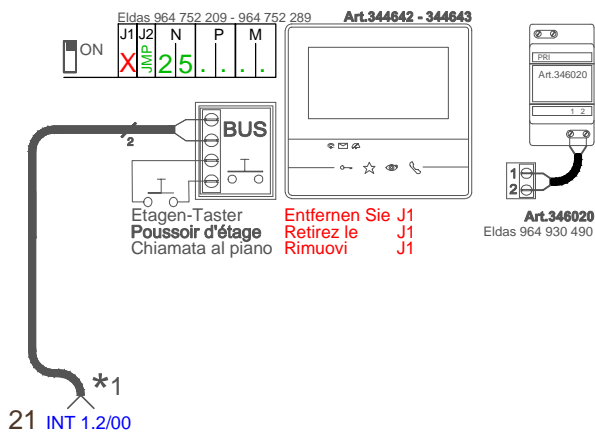 Eldas 964 752 209 - 964 752 289
Art.344642 - 344643
ON
J1 J2 N P M
X JMP 2 5 . . . .
PRI
Art.346020
1 2
BUS
2
1
2
Etagen-Taster
Poussoir d'étage
Chiamata al piano
Entfernen Sie J1
Retirez le J1
Rimuovi J1
Art.346020
Eldas 964 930 490
*1
21 INT 1.2/00